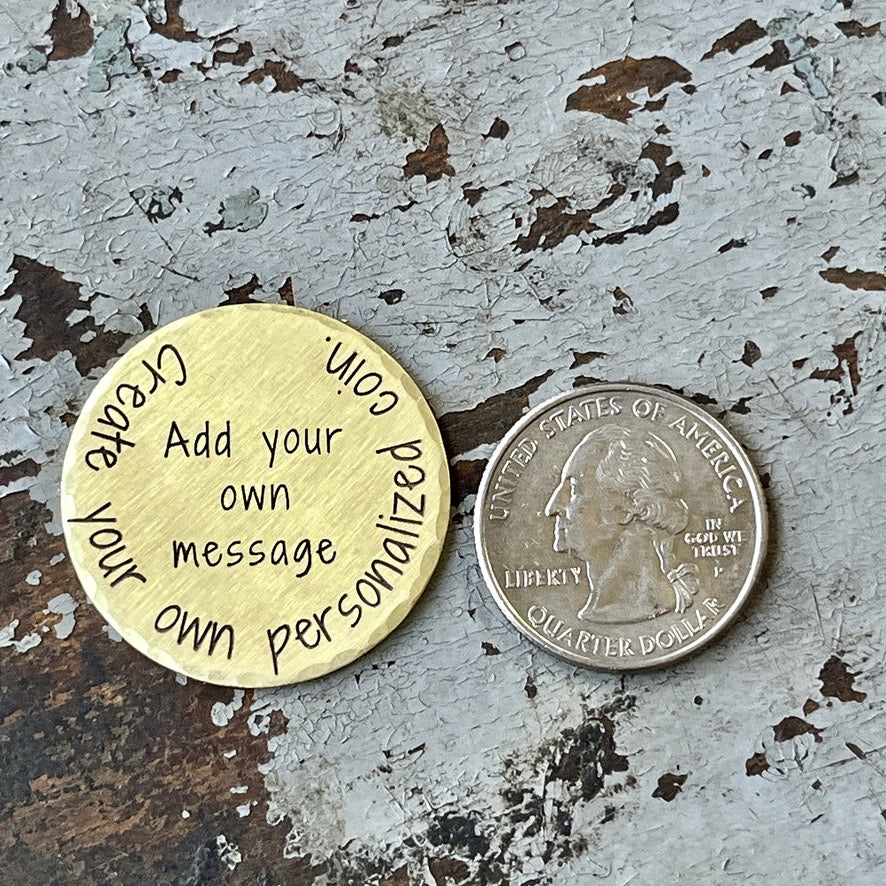 Create your own personalized coin.
Add your
own
message
UNITED STATES OF AMERICA
LIBERTY
IN
GOD WE
TRUST
P
QUARTER DOLLAR